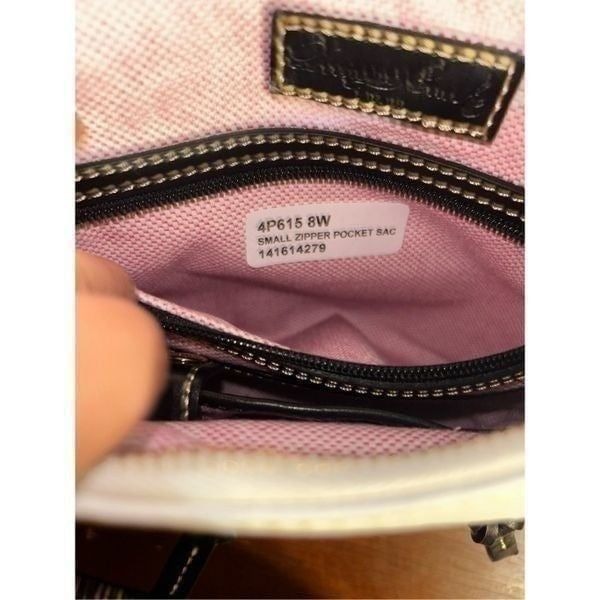 4P615 8W
SMALL ZIPPER POCKET SAC
141614279